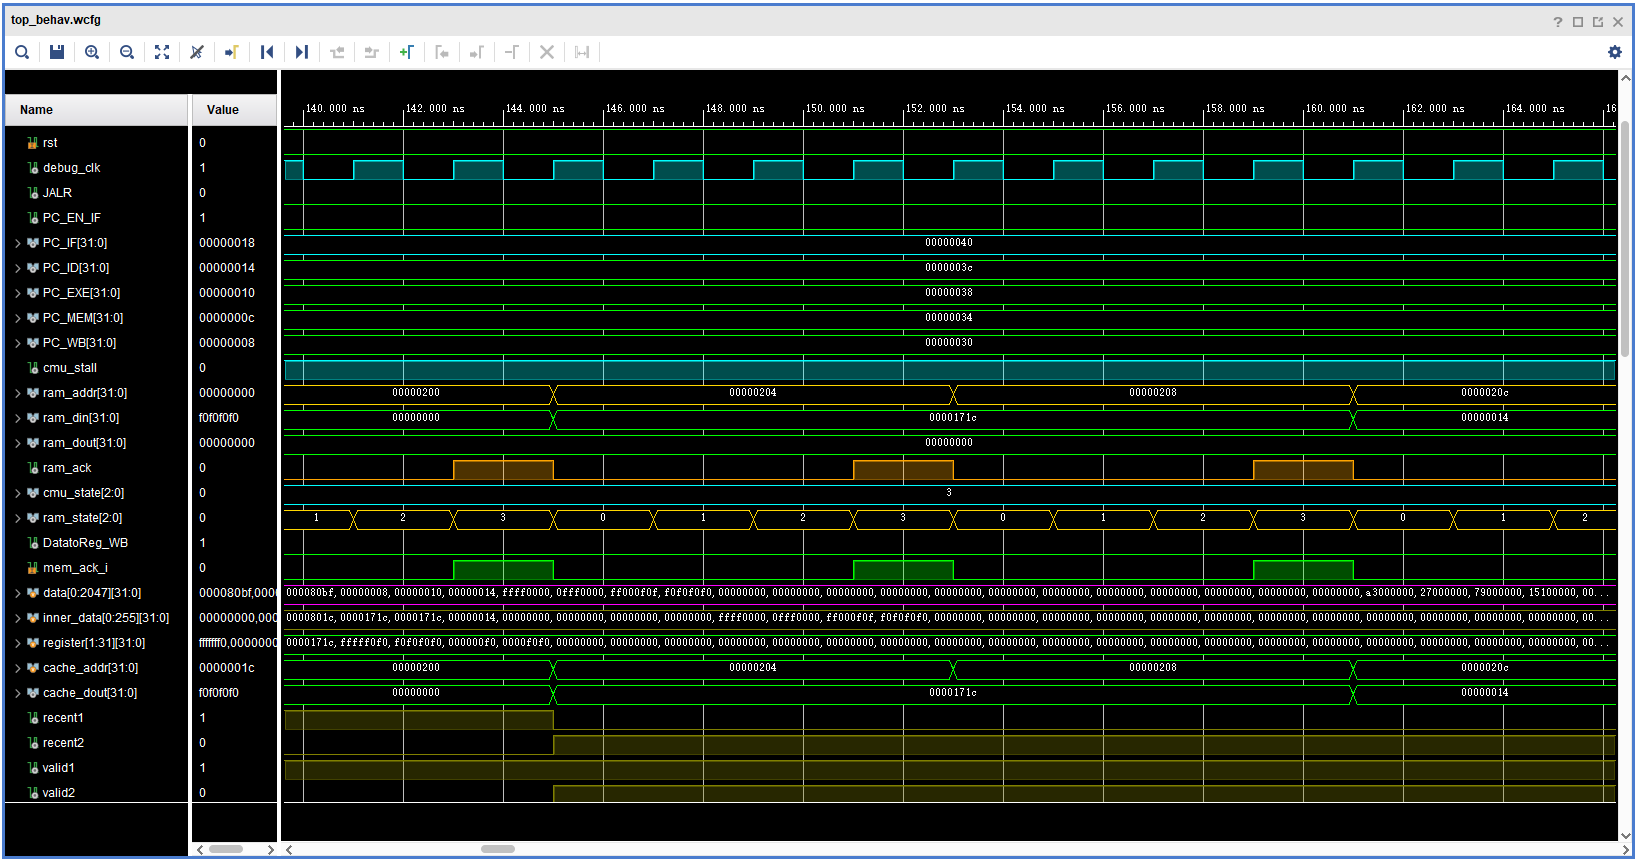 top_behav.wcfg
Name Value
140.000 ns 142.000 ns 144.000 ns 146.000 ns 148.000 ns 150.000 ns 152.000 ns 154.000 ns 156.000 ns 158.000 ns 160.000 ns 162.000 ns 164.000 ns 16
rst 0
debug_clk 1
JALR 0
PC_EN_IF 1
PC_IF[31:0] 00000018 00000040
PC_ID[31:0] 00000014 0000003c
PC_EXE[31:0] 00000010 00000038
PC_MEM[31:0] 0000000c 00000034
PC_WB[31:0] 00000008 00000030
cmu_stall 0
ram_addr[31:0] 00000000 00000200 00000204 00000208 0000020c
ram_din[31:0] f0f0f0f0 00000000 0000171c 00000014
ram_dout[31:0] 00000000 00000000
ram_ack 0
cmu_state[2:0] 0 3
ram_state[2:0] 0 1 2 3 0 1 2 3 0 1 2 3 0 1 2
DatatoReg_WB 1
mem_ack_i 0
data[0:2047][31:0] 000080bf,0000 000080bf,00000008,00000010,00000014,ffff0000,0fff0000,ff000f0f,f0f0f0f0,00000000,00000000,00000000,00000000,00000000,00000000,00000000,00000000,a3000000,27000000,79000000,15100000,00...
inner_data[0:255][31:0] 00000000,000 0000801c,0000171c,0000171c,00000014,00000000,00000000,00000000,00000000,ffff0000,0fff0000,ff000f0f,f0f0f0f0,00000000,00000000,00000000,00000000,00000000,00000000,00000000,00000000,00...
register[1:31][31:0] ffffffff0,0000000 0000171c,fffff0f0,f0f0f0f0,000000f0,0000f0f0,00000000,00000000,00000000,00000000,00000000,00000000,00000000,00000000,00000000,00000000,00000000,00000000,00000000,00000000,00000000,00...
cache_addr[31:0] 0000001c 00000200 00000204 00000208 0000020c
cache_dout[31:0] f0f0f0f0 00000000 0000171c 00000014
recent1 1
recent2 0
valid1 1
valid2 0